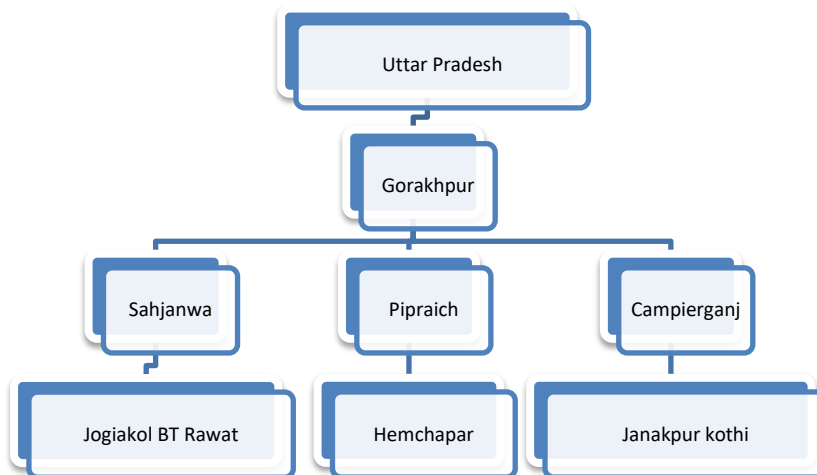 Uttar Pradesh
Gorakhpur
Sahjanwa
Pipraich
Campierganj
Jogiakol BT Rawat
Hemchapar
Janakpur kothi